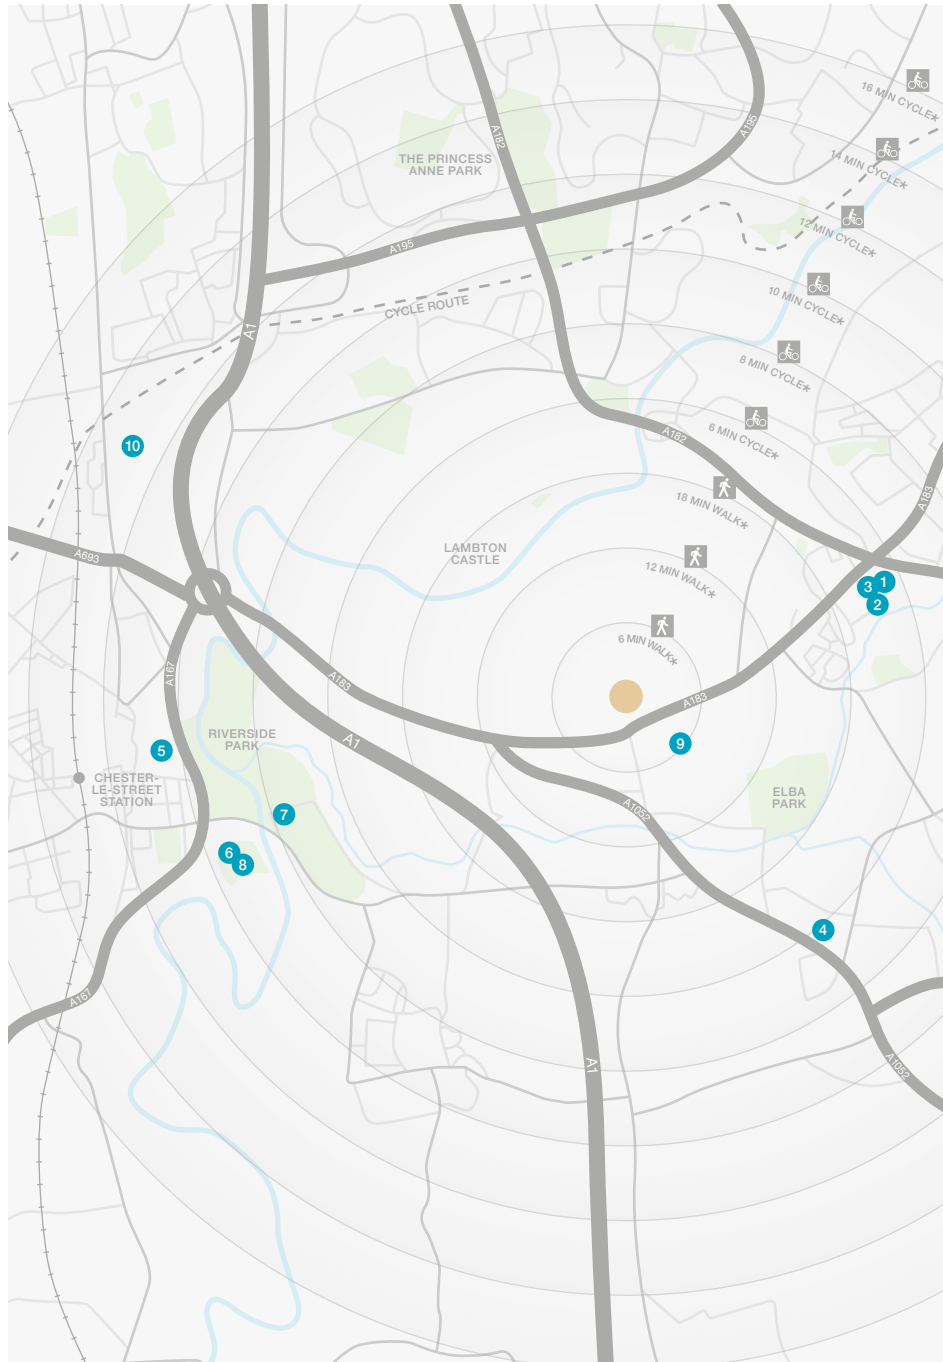 16 MIN CYCLE*
A195
A182
14 MIN CYCLE*
THE PRINCESS
ANNE PARK
12 MIN CYCLE*
A195
10 MIN CYCLE*
CYCLE ROUTE
A1
8 MIN CYCLE*
6 MIN CYCLE*
A182
10
18 MIN WALK*
A183
LAMBTON
CASTLE
A693
12 MIN WALK*
1
3
2
6 MIN WALK*
A167
A183
A183
RIVERSIDE
PARK
A1
9
5
CHESTER-
LE-STREET
STATION
ELBA
PARK
A1052
7
6
8
4
A167
A1
A1052